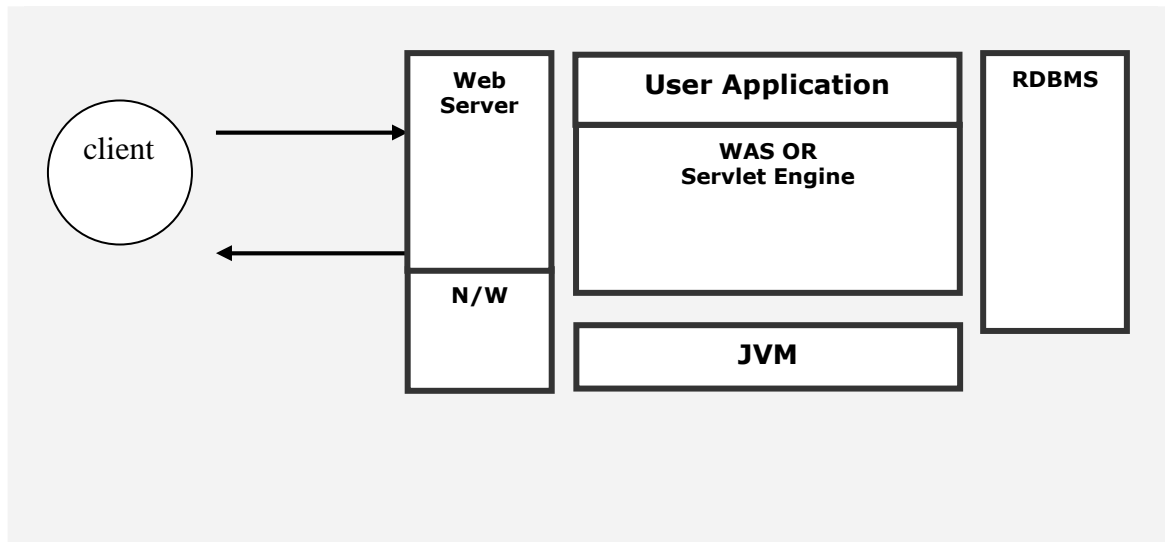 client
Web
Server
N/W
User Application
WAS OR
Servlet Engine
JVM
RDBMS